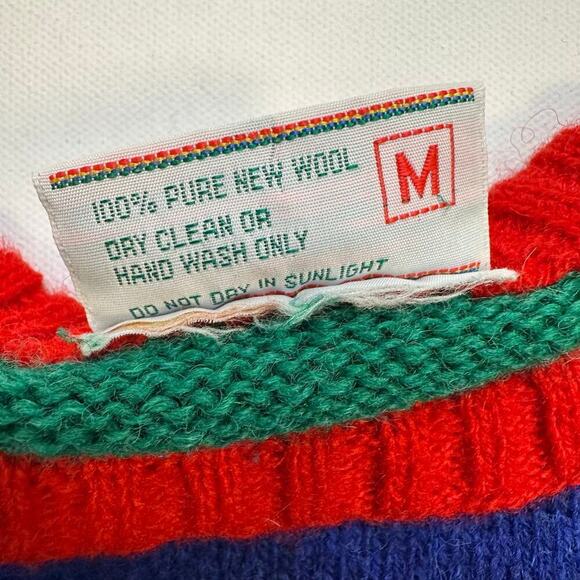 100% PURE NEW WOOL
M
DRY CLEAN OR
HAND WASH ONLY
DO NOT DRY IN SUNLIGHT